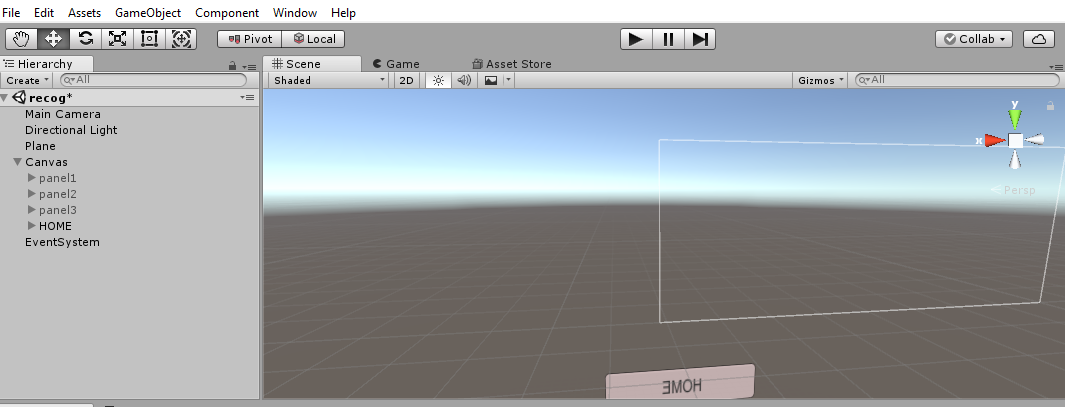 File Edit Assets GameObject Component Window Help
Pivot Local Collab
Hierarchy Scene Game Asset Store
Create All Shaded 2D Gizmos All
recog*
Main Camera
Directional Light
Plane
Canvas
panel1
panel2
panel3
HOME
EventSystem
y
x
Persp
HOME